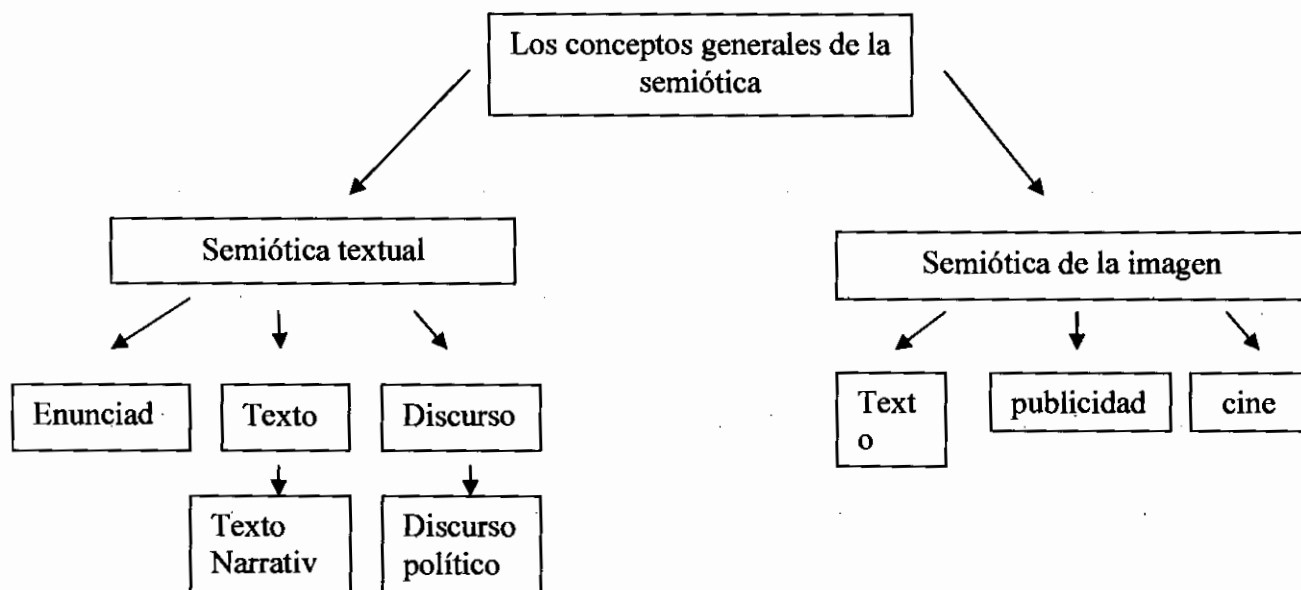 Los conceptos generales de la
semiótica
Semiótica textual
Semiótica de la imagen
Enunciad
Texto
Discurso
Text
o
publicidad
cine
Texto
Narrativ
Discurso
político